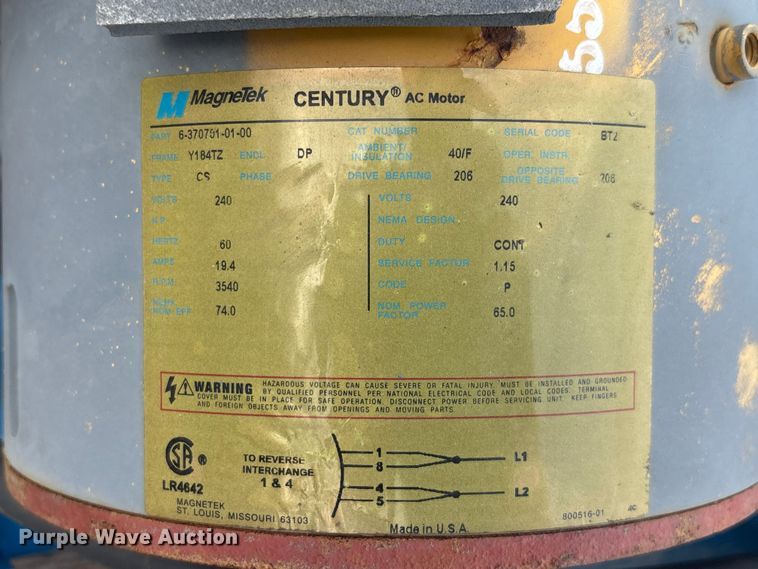 55
MagneTek CENTURY® AC Motor
PART 6-370791-01-00 CAT NUMBER SERIAL CODE BT2
FRAME Y184TZ ENCL DP AMBIENT/INSULATION 40/F OPER. INSTR.
TYPE CS PHASE DRIVE BEARING 206 OPPOSITE DRIVE BEARING
VOLTS 240 VOLTS 240
H.P. NEMA DESIGN
HERTZ 60 DUTY CONT
AMPS 19.4 SERVICE FACTOR 1.15
R.P.M. 3540 CODE P
NOM EFF 74.0 NOM. POWER FACTOR 65.0
WARNING HAZARDOUS VOLTAGE CAN CAUSE SEVERE OR FATAL INJURY. MUST BE INSTALLED AND GROUNDED
BY QUALIFIED PERSONNEL PER NATIONAL ELECTRICAL CODE AND LOCAL CODES. TERMINAL
COVER MUST BE IN PLACE FOR SAFE OPERATION. DISCONNECT POWER BEFORE SERVICING UNIT. KEEP FINGERS
AND FOREIGN OBJECTS AWAY FROM OPENINGS AND MOVING PARTS.
SA ®
LR4642
TO REVERSE
INTERCHANGE
1 & 4
1
8
L1
4
5
L2
MAGNETEK
ST. LOUIS, MISSOURI 63103
Made in U.S.A.
800516-01 AC
Purple Wave Auction